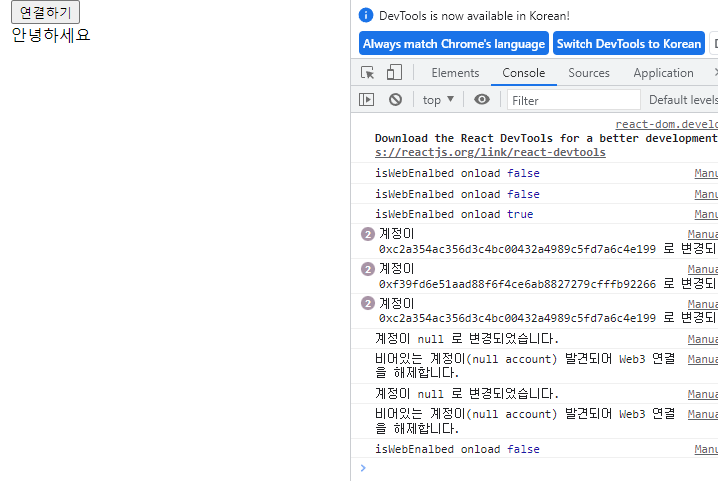 연결하기
안녕하세요
DevTools is now available in Korean!
Always match Chrome's language
Switch DevTools to Korean
Elements
Console
Sources
Application
top
Filter
Default levels
react-dom.develo
Download the React DevTools for a better development
s://reactjs.org/link/react-devtools
isWebEnalbed onload false Manu
isWebEnalbed onload false Manu
isWebEnalbed onload true Manu
2 계정이 Manua
0xc2a354ac356d3c4bc00432a4989c5fd7a6c4e199 로 변경되
2 계정이 Manua
0xf39fd6e51aad88f6f4ce6ab8827279cfffb92266 로 변경되
2 계정이 Manua
0xc2a354ac356d3c4bc00432a4989c5fd7a6c4e199 로 변경되
계정이 null 로 변경되었습니다. Manua
비어있는 계정이(null account) 발견되어 Web3 연결 Manua
을 해제합니다.
계정이 null 로 변경되었습니다. Manua
비어있는 계정이(null account) 발견되어 Web3 연결 Manua
을 해제합니다.
isWebEnalbed onload false Manu